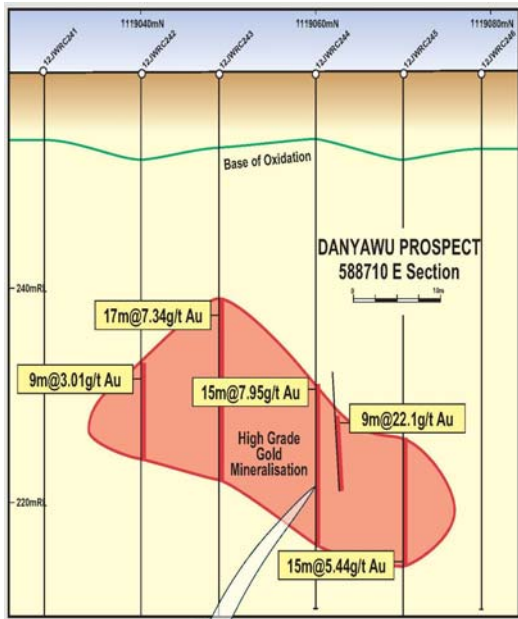 1119040mN
1119060mN
1119080mN
12JWRC241
12JWRC242
12JWRC243
12JWRC244
12JWRC245
12JWRC246
Base of Oxidation
DANYAWU PROSPECT
588710 E Section
0
10m
240mRL
17m@7.34g/t Au
9m@3.01g/t Au
15m@7.95g/t Au
9m@22.1g/t Au
High Grade
Gold
Mineralisation
220mRL
15m@5.44g/t Au